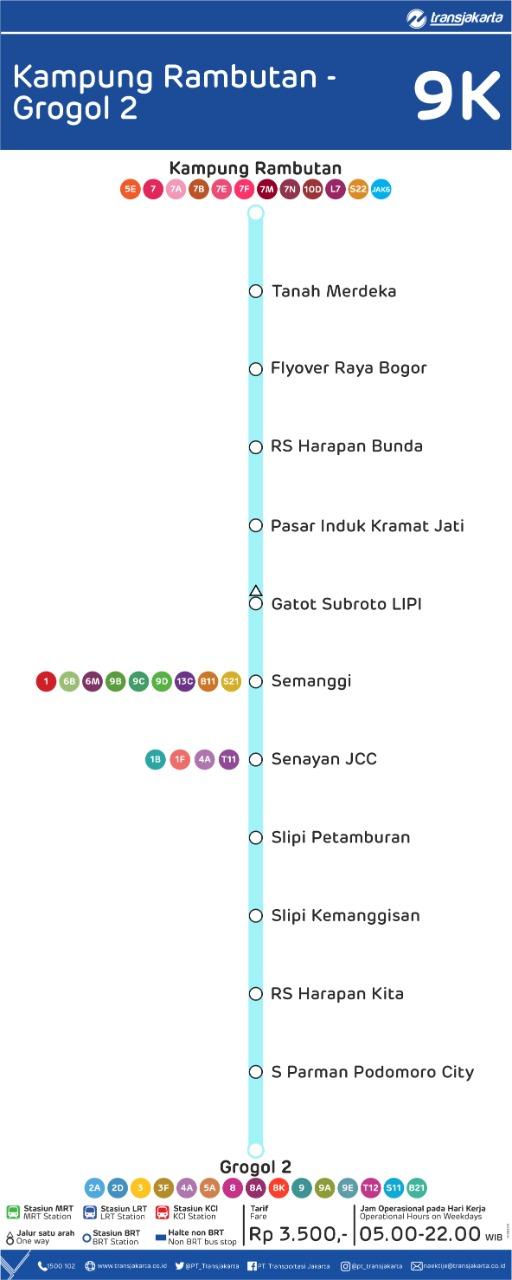 transjakarta
Kampung Rambutan -
Grogol 2
9K
Kampung Rambutan
5E 7 7A 7B 7E 7F 7M 7N 10D L7 S22 JAK6
Tanah Merdeka
Flyover Raya Bogor
RS Harapan Bunda
Pasar Induk Kramat Jati
Gatot Subroto LIPI
1 6B 6M 9B 9C 9D 13C B11 S21 Semanggi
1B 1F 4A T11 Senayan JCC
Slipi Petamburan
Slipi Kemanggisan
RS Harapan Kita
S Parman Podomoro City
Grogol 2
2A 2D 3 3F 4A 5A 8 8A 8K 9 9A 9E T12 S11 B21
Stasiun MRT
MRT Station
Stasiun LRT
LRT Station
Stasiun KCI
KCI Station
Jalur satu arah
One way
Stasiun BRT
BRT Station
Halte non BRT
Non BRT bus stop
Tarif
Fare
Rp 3.500,-
Jam Operasional pada Hari Kerja
Operational Hours on Weekdays
05.00-22.00 WIB
1500 102 www.transjakarta.co.id @PT_Transjakarta PT Transportasi Jakarta @pt_transjakarta naektije@transjakarta.co.id